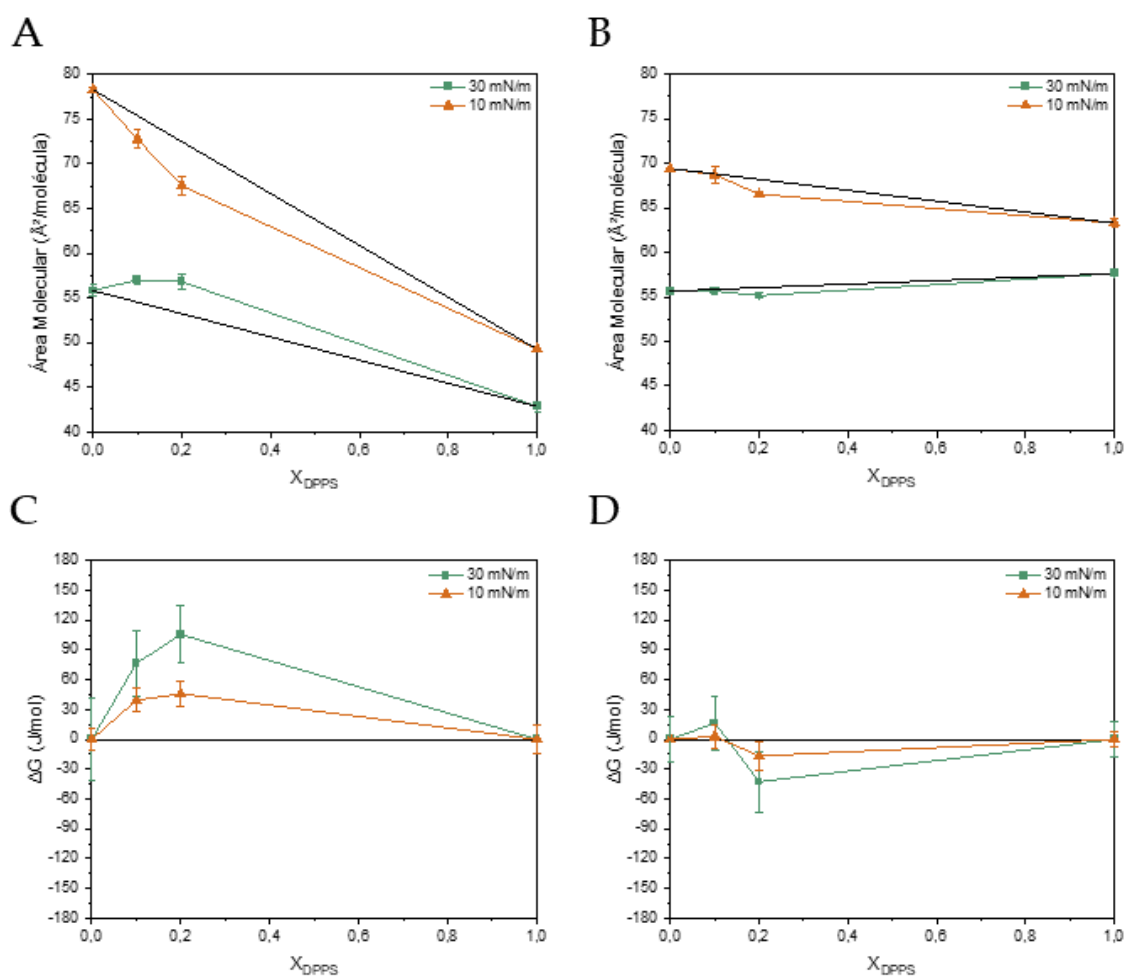 A
80
75
70
65
60
55
50
45
40
Área Molecular (Å²/molécula)
30 mN/m
10 mN/m
0,0 0,2 0,4 0,6 0,8 1,0
X_DPPS
B
80
75
70
65
60
55
50
45
40
Área Molecular (Å²/molécula)
30 mN/m
10 mN/m
0,0 0,2 0,4 0,6 0,8 1,0
X_DPPS
C
180
150
120
90
60
30
0
-30
-60
-90
-120
-150
-180
ΔG (J/mol)
30 mN/m
10 mN/m
0,0 0,2 0,4 0,6 0,8 1,0
X_DPPS
D
180
150
120
90
60
30
0
-30
-60
-90
-120
-150
-180
ΔG (J/mol)
30 mN/m
10 mN/m
0,0 0,2 0,4 0,6 0,8 1,0
X_DPPS